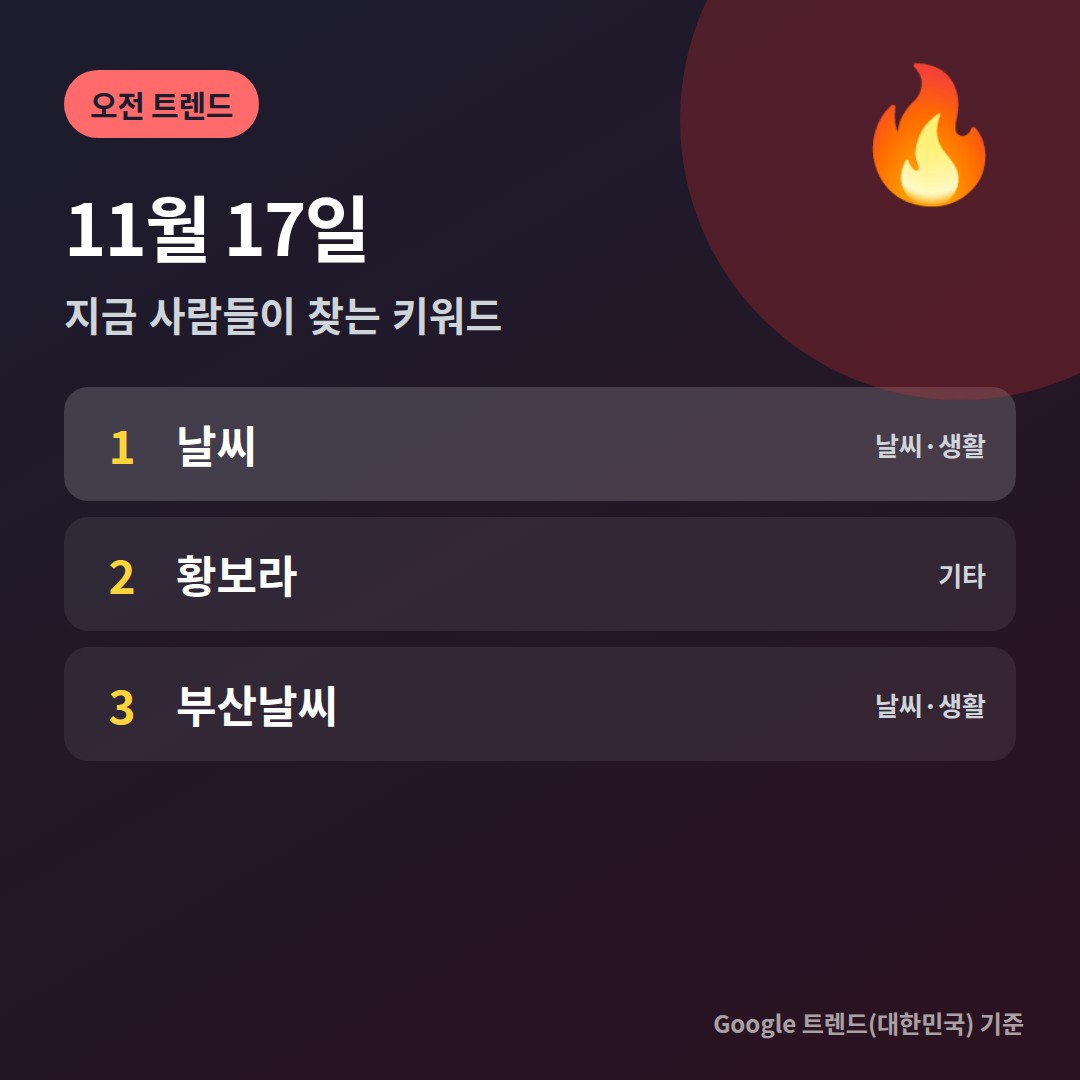 오전 트렌드
11월 17일
지금 사람들이 찾는 키워드
1 날씨 날씨·생활
2 황보라 기타
3 부산날씨 날씨·생활
Google 트렌드(대한민국) 기준